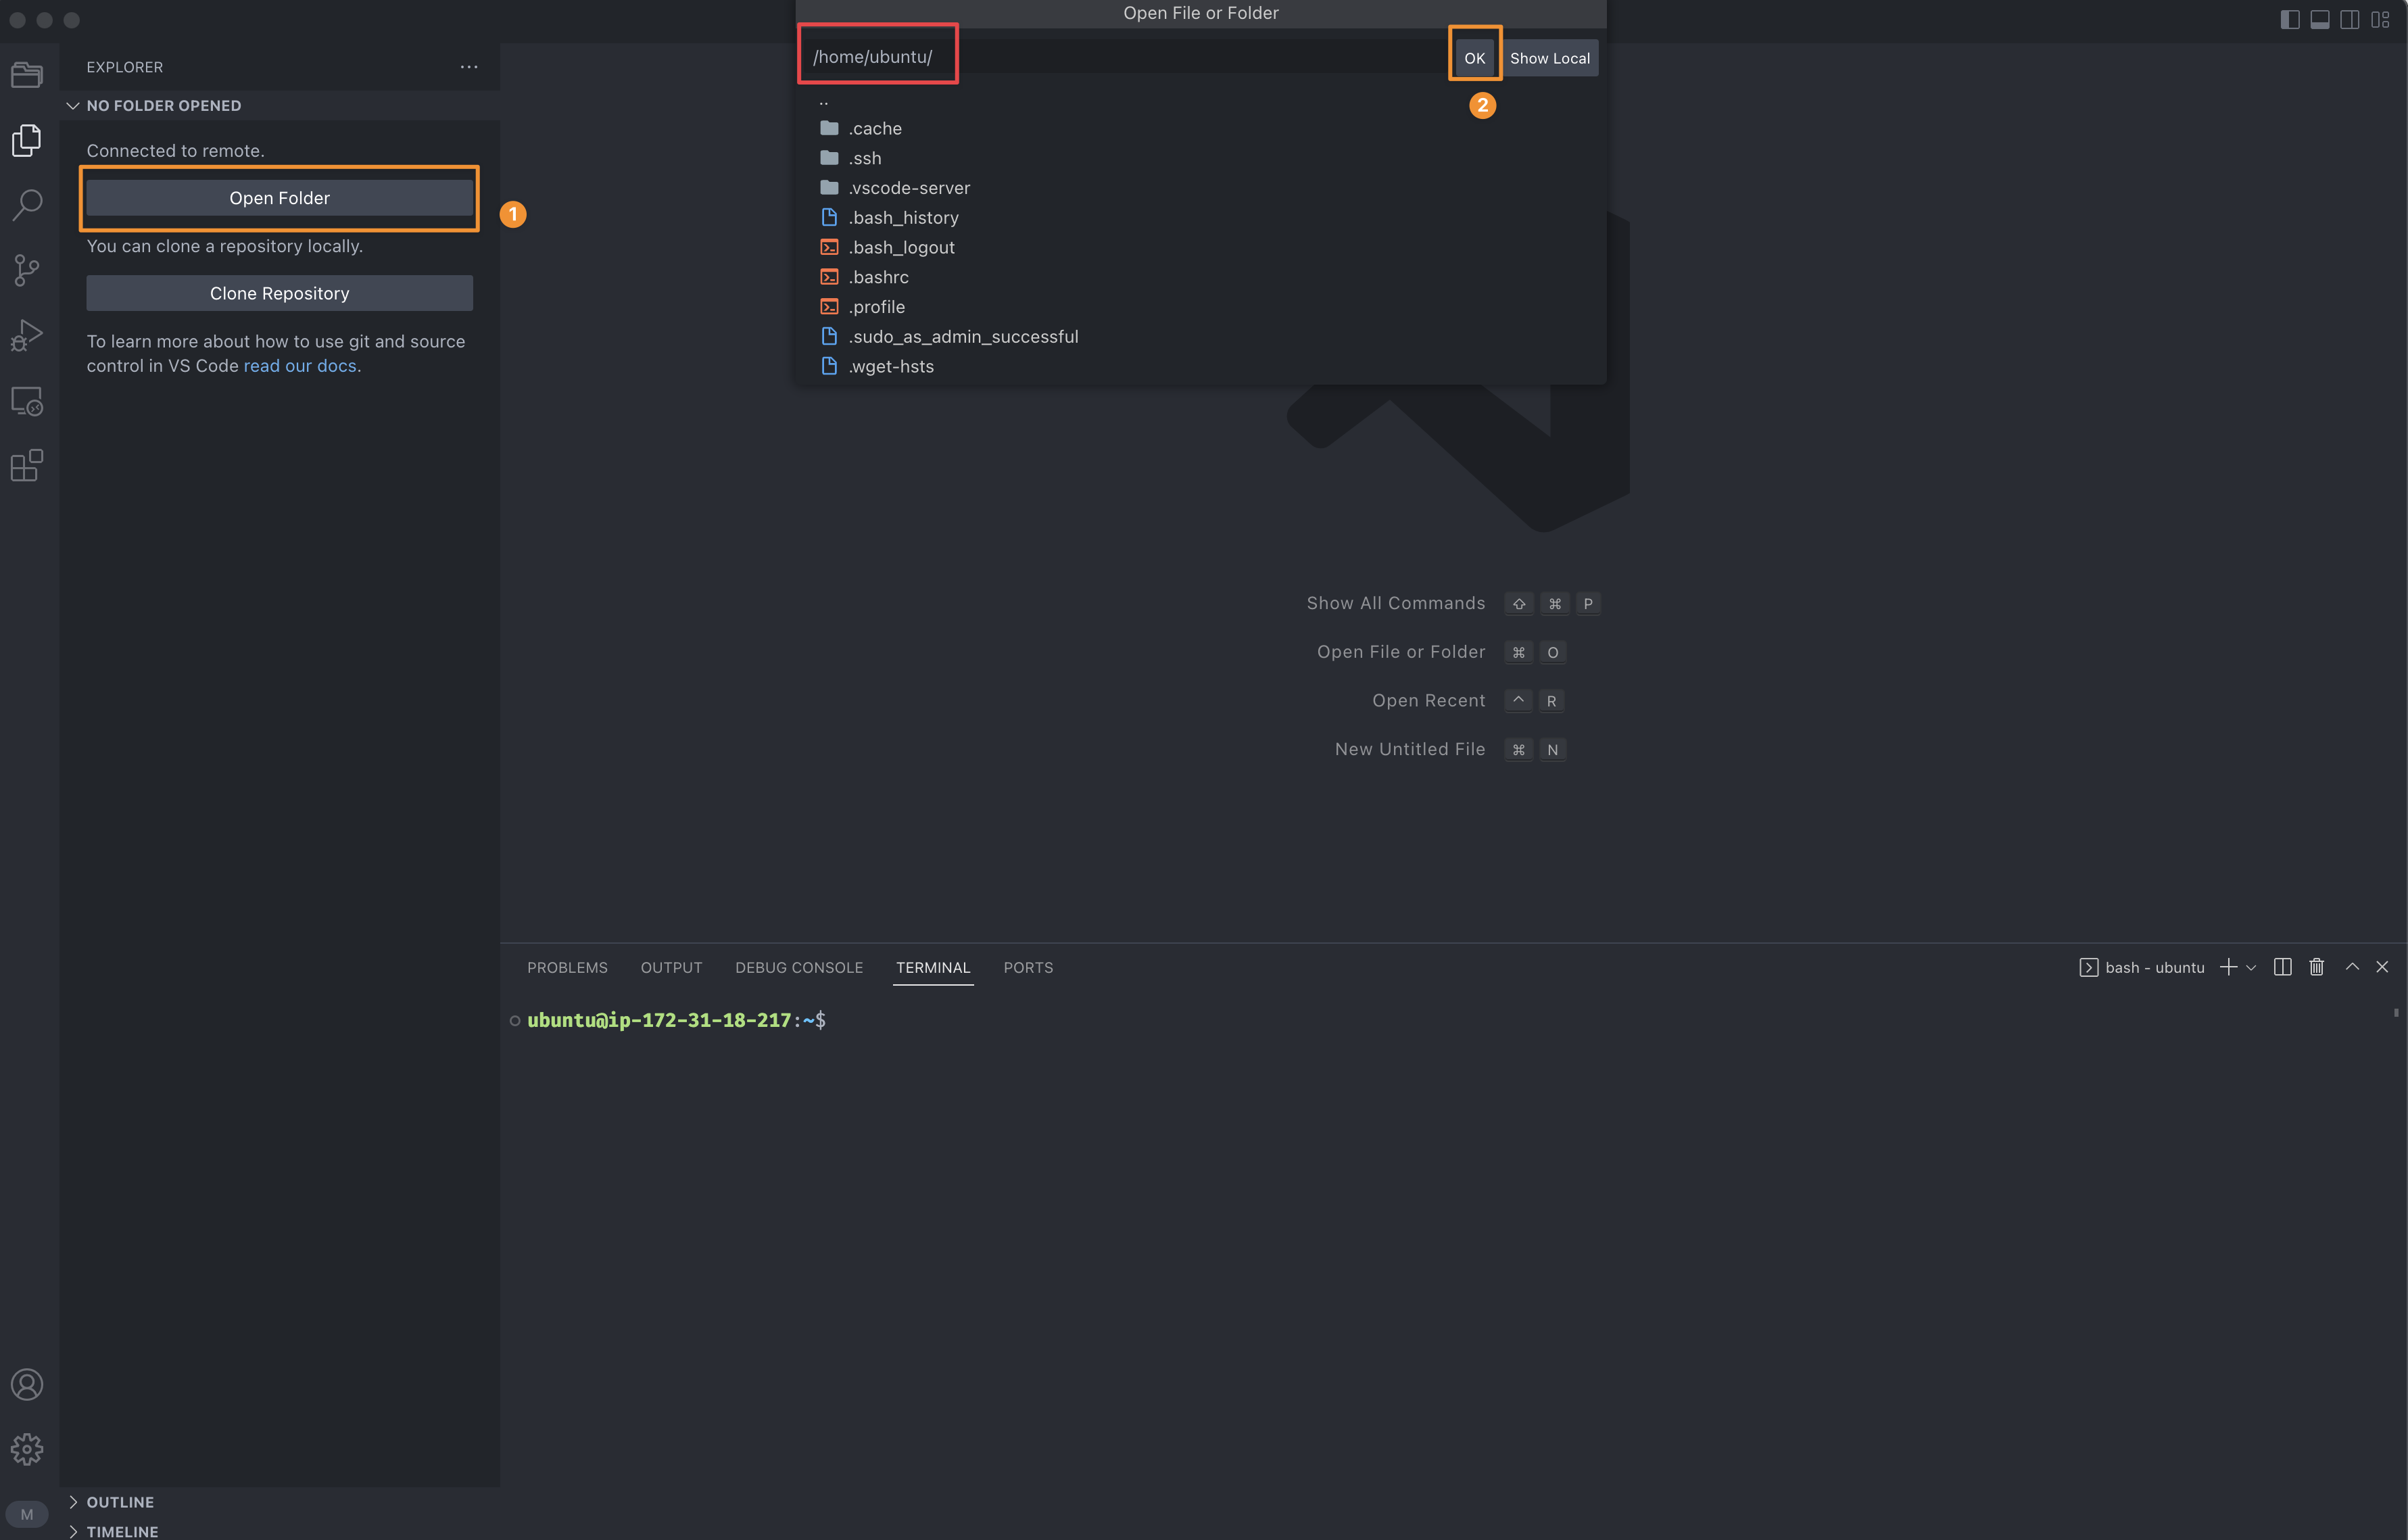 Open File or Folder
/home/ubuntu/
OK
Show Local
2
EXPLORER
NO FOLDER OPENED
Connected to remote.
Open Folder
1
You can clone a repository locally.
Clone Repository
To learn more about how to use git and source
control in VS Code read our docs.
..
.cache
.ssh
.vscode-server
.bash_history
.bash_logout
.bashrc
.profile
.sudo_as_admin_successful
.wget-hsts
Show All Commands ⇧ ⌘ P
Open File or Folder ⌘ O
Open Recent ^ R
New Untitled File ⌘ N
PROBLEMS OUTPUT DEBUG CONSOLE TERMINAL PORTS
bash - ubuntu
ubuntu@ip-172-31-18-217:~$
OUTLINE
M
TIMELINE